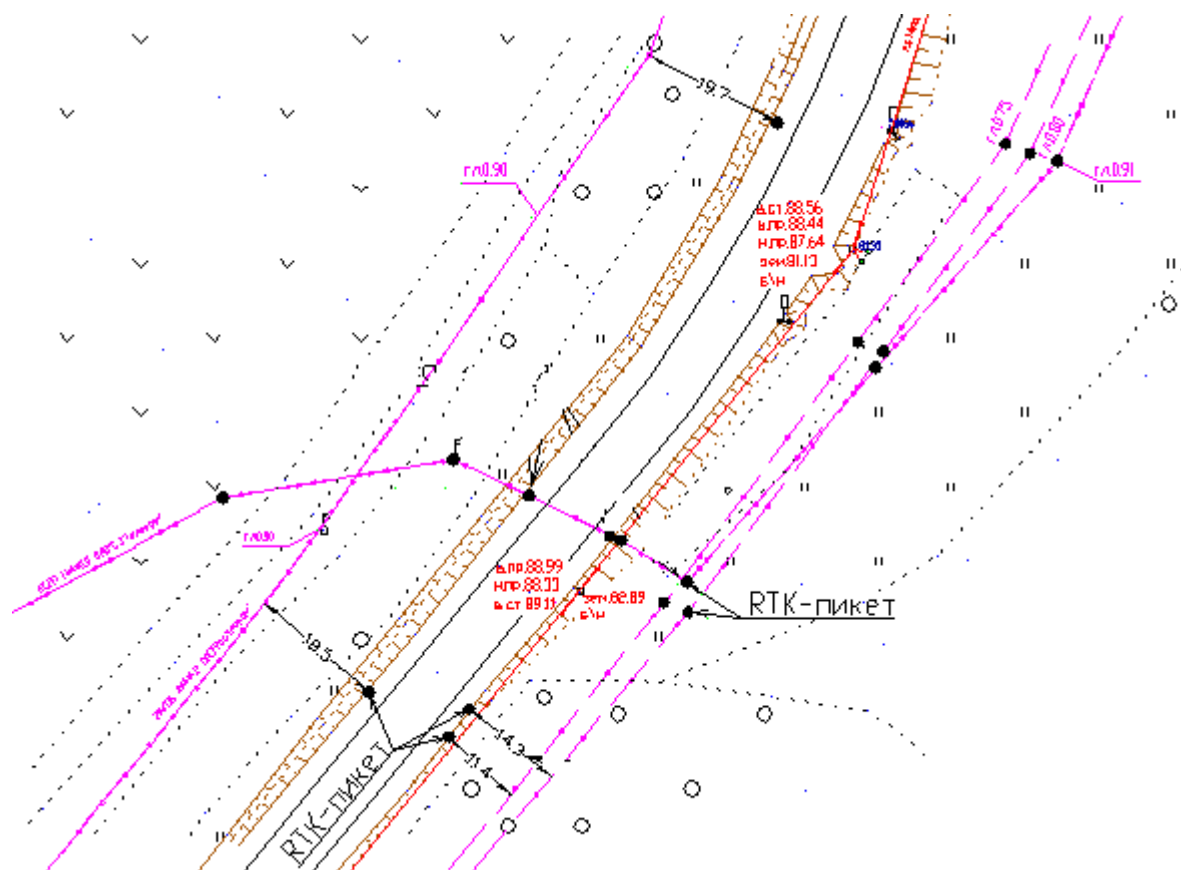 19.7
гл.0.90
гл.0.75
гл.0.80
гл.0.91
в.ст.88.56
в.пр.88.44
н.пр.87.64
зем.81.13
б\н
гл.0.90
в.пр.88.99
н.пр.88.33
в.ст 89.11
зем.82.89
б\н
RTK-пикет
19.5
14.3
11.4
RTK-пикет